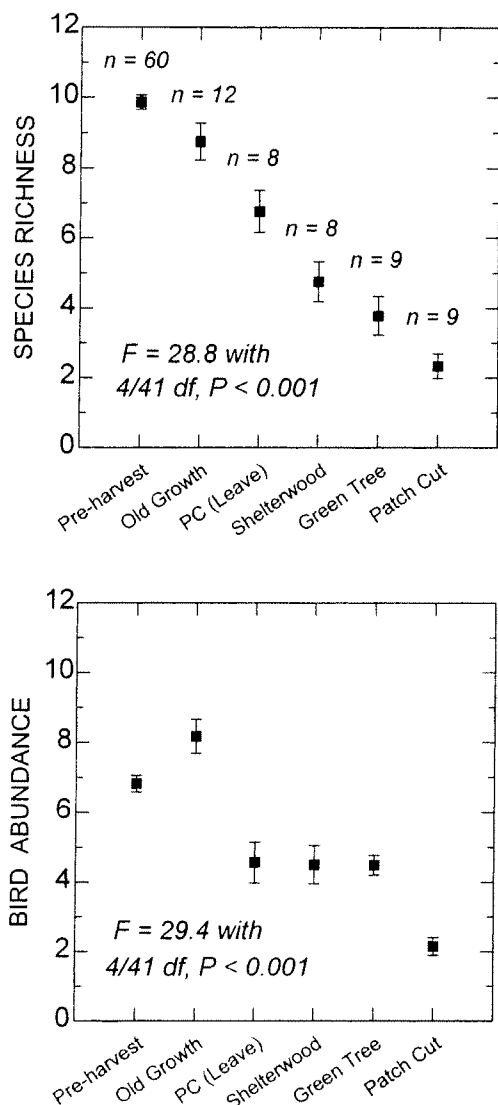 12
10
8
6
4
2
0
SPECIES RICHNESS
n = 60
n = 12
n = 8
n = 8
n = 9
n = 9
F = 28.8 with
4/41 df, P < 0.001
Pre-harvest
Old Growth
PC (Leave)
Shelterwood
Green Tree
Patch Cut
12
10
8
6
4
2
0
BIRD ABUNDANCE
F = 29.4 with
4/41 df, P < 0.001
Pre-harvest
Old Growth
PC (Leave)
Shelterwood
Green Tree
Patch Cut